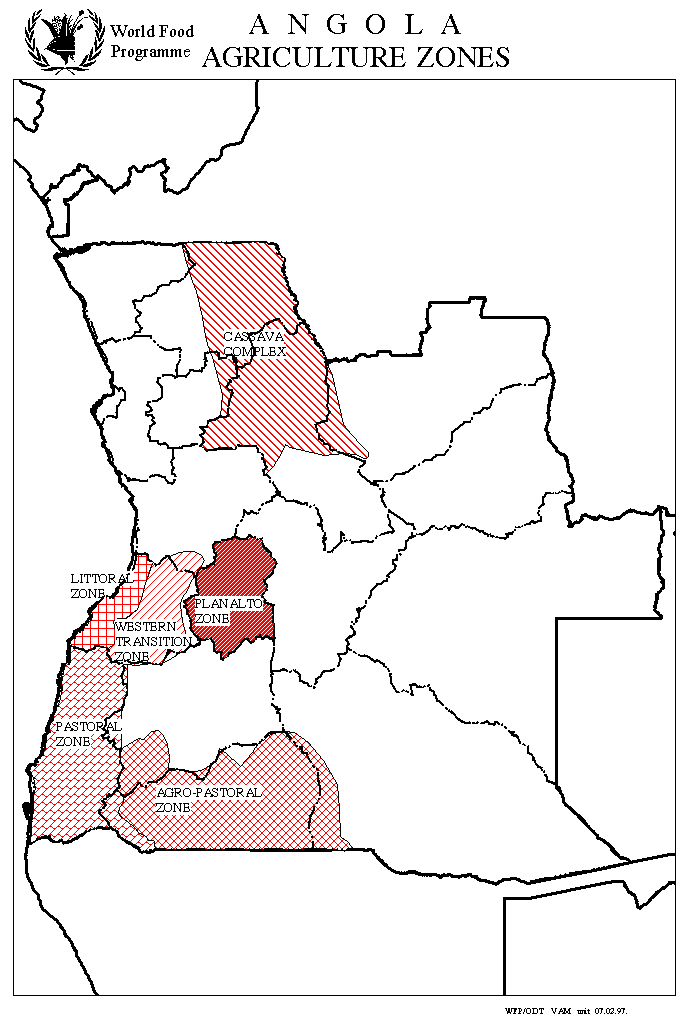 World Food
Programme
A N G O L A
AGRICULTURE ZONES
CASSAVA
COMPLEX
LITTORAL
ZONE
PLANALTO
ZONE
WESTERN
TRANSITION
ZONE
PASTORAL
ZONE
AGRO-PASTORAL
ZONE
WFP/ODT VAM mit 07.02.97.